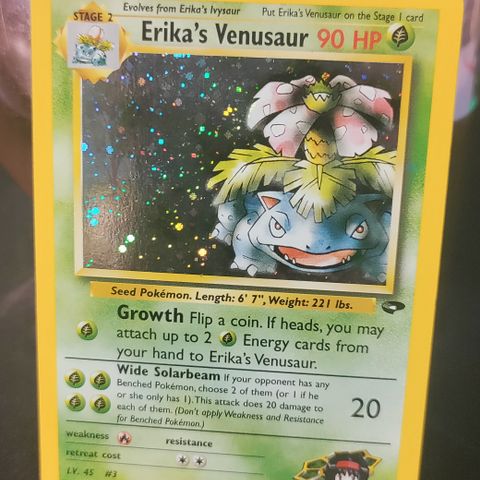 STAGE 2
Evolves from Erika's Ivysaur
Put Erika's Venusaur on the Stage 1 card
Erika's Venusaur 90 HP
Seed Pokémon. Length: 6' 7", Weight: 221 lbs.
Growth Flip a coin. If heads, you may
attach up to 2 Energy cards from
your hand to Erika's Venusaur.
Wide Solarbeam If your opponent has any
Benched Pokémon, choose 2 of them (or 1 if he
or she only has 1). This attack does 20 damage to
each of them. (Don't apply Weakness and Resistance
for Benched Pokémon.)
20
weakness
resistance
retreat cost
LV. 45 #3